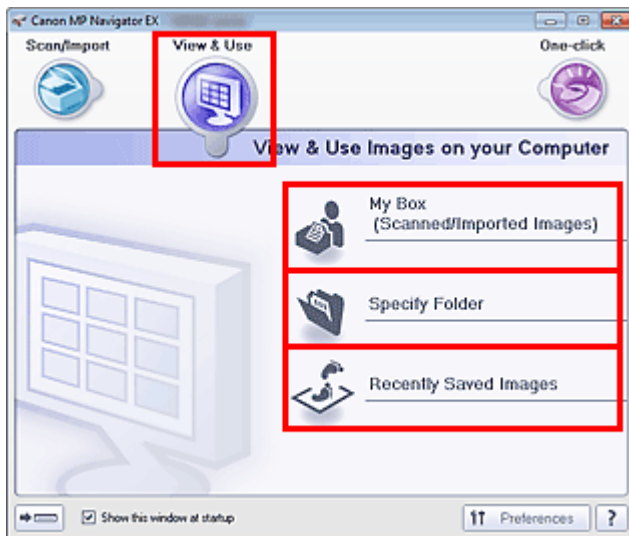 Canon MP Navigator EX
Scan/Import
View & Use
One-click
View & Use Images on your Computer
My Box
(Scanned/Imported Images)
Specify Folder
Recently Saved Images
Show this window at startup
Preferences
?